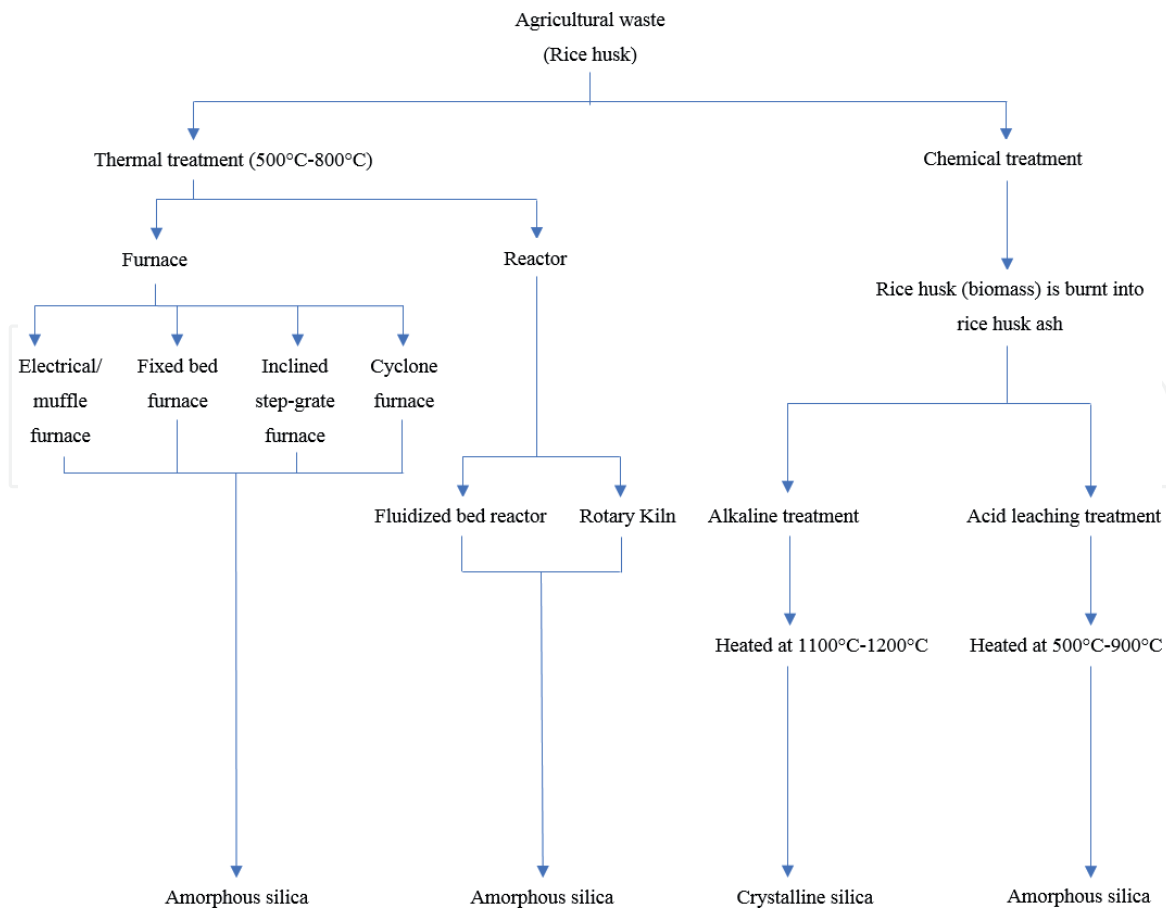 Agricultural waste
(Rice husk)
Thermal treatment (500°C-800°C)
Chemical treatment
Furnace
Reactor
Rice husk (biomass) is burnt into
rice husk ash
Electrical/
muffle
furnace
Fixed bed
furnace
Inclined
step-grate
furnace
Cyclone
furnace
Fluidized bed reactor
Rotary Kiln
Alkaline treatment
Acid leaching treatment
Heated at 1100°C-1200°C
Heated at 500°C-900°C
Amorphous silica
Amorphous silica
Crystalline silica
Amorphous silica